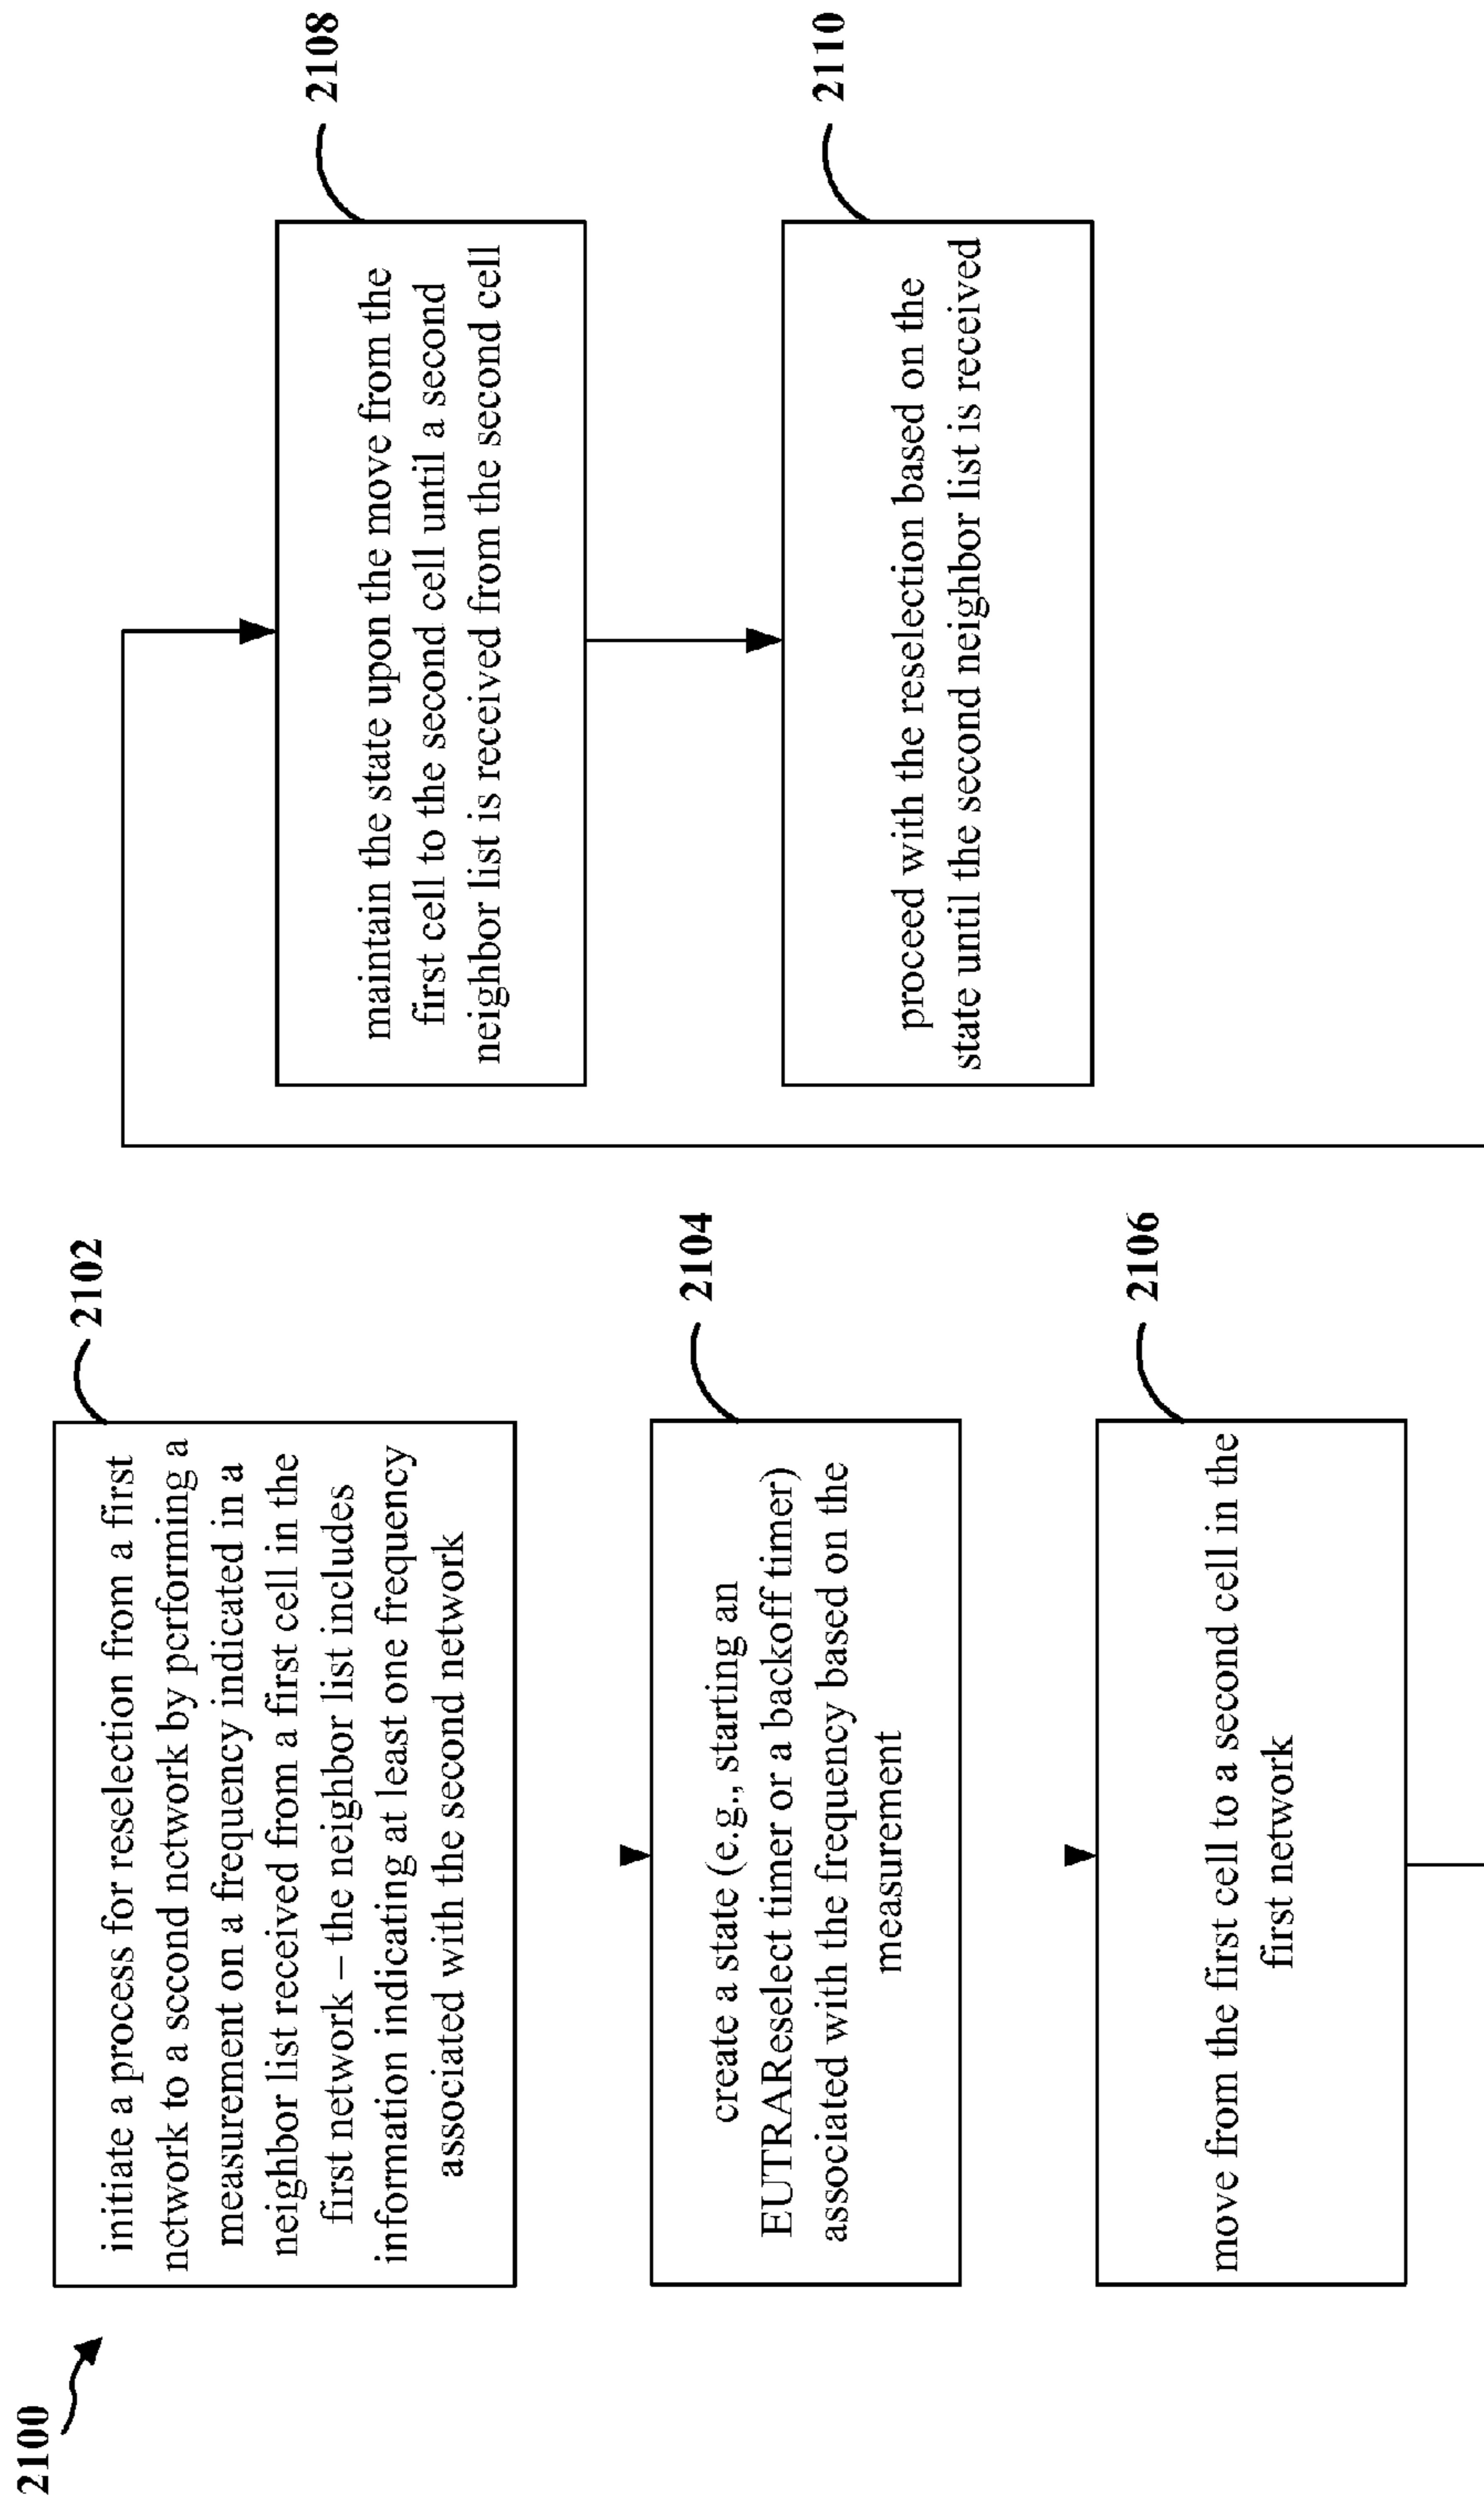 2100
2102
initiate a process for reselection from a first
network to a second network by performing a
measurement on a frequency indicated in a
neighbor list received from a first cell in the
first network – the neighbor list includes
information indicating at least one frequency
associated with the second network
2104
create a state (e.g., starting an
EUTRAReselect timer or a backoff timer)
associated with the frequency based on the
measurement
2106
move from the first cell to a second cell in the
first network
2108
maintain the state upon the move from the
first cell to the second cell until a second
neighbor list is received from the second cell
2110
proceed with the reselection based on the
state until the second neighbor list is received